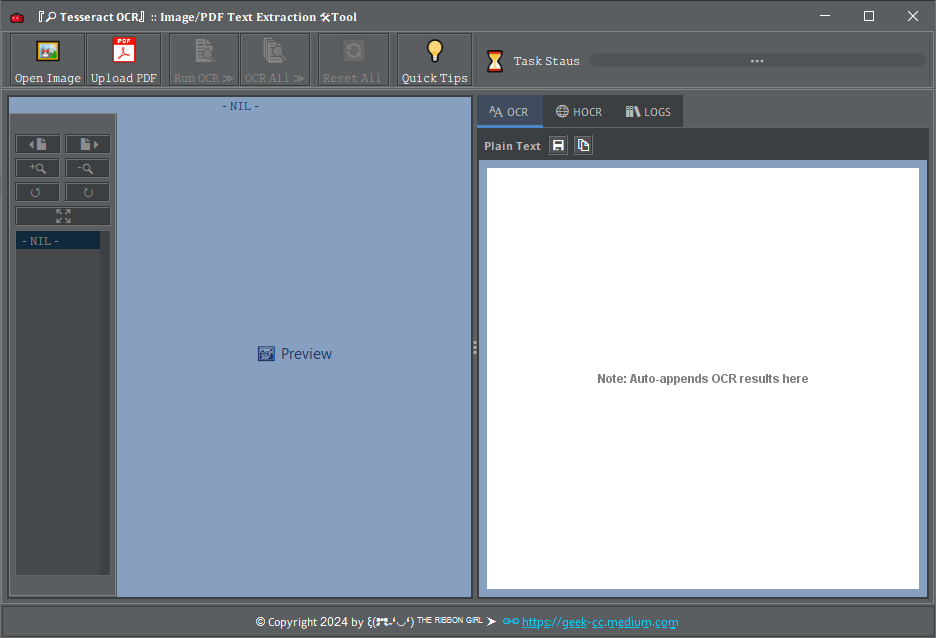 『🔎 Tesseract OCR』 :: Image/PDF Text Extraction 🛠Tool
PDF
Open Image Upload PDF Run OCR ≫ OCR All ≫ Reset All Quick Tips Task Staus
- NIL -
AA OCR HOCR LOGS
Plain Text
- NIL -
Preview
Note: Auto-appends OCR results here
© Copyright 2024 by THE RIBBON GIRL ➤ https://geek-cc.medium.com